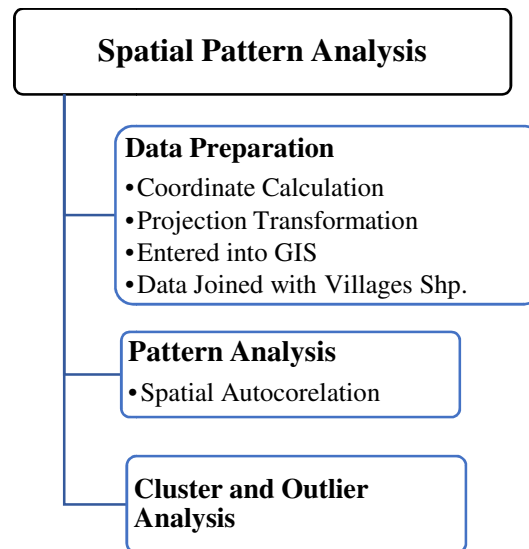 Spatial Pattern Analysis
Data Preparation
•Coordinate Calculation
•Projection Transformation
•Entered into GIS
•Data Joined with Villages Shp.
Pattern Analysis
•Spatial Autocorelation
Cluster and Outlier
Analysis